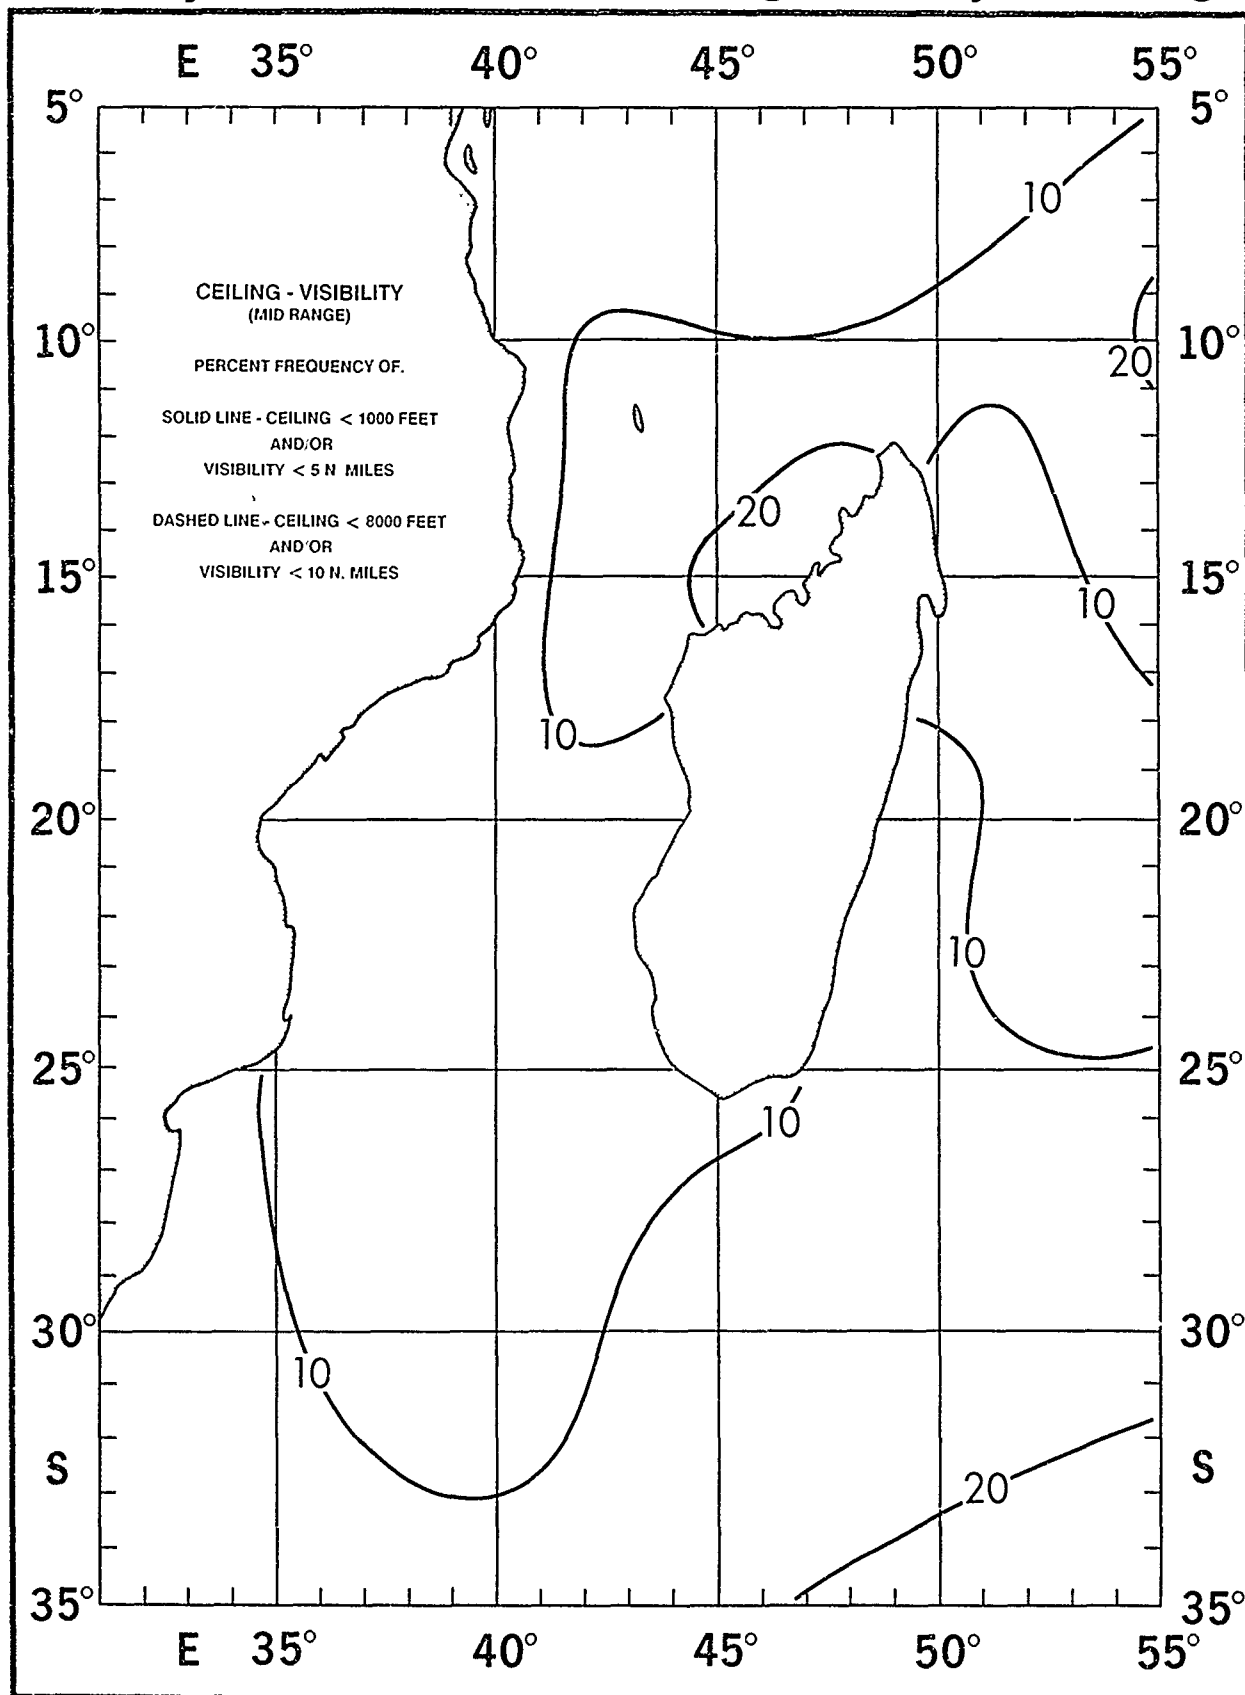 E 35° 40° 45° 50° 55°
5° 5°
10
CEILING - VISIBILITY
(MID RANGE)
10° 10°
20
PERCENT FREQUENCY OF.
SOLID LINE - CEILING < 1000 FEET
AND/OR
VISIBILITY < 5 N MILES
20
DASHED LINE - CEILING < 8000 FEET
AND/OR
VISIBILITY < 10 N. MILES
15° 15°
10
10
20° 20°
10
25° 25°
10
30° 30°
10
S S
20
35° 35°
E 35° 40° 45° 50° 55°